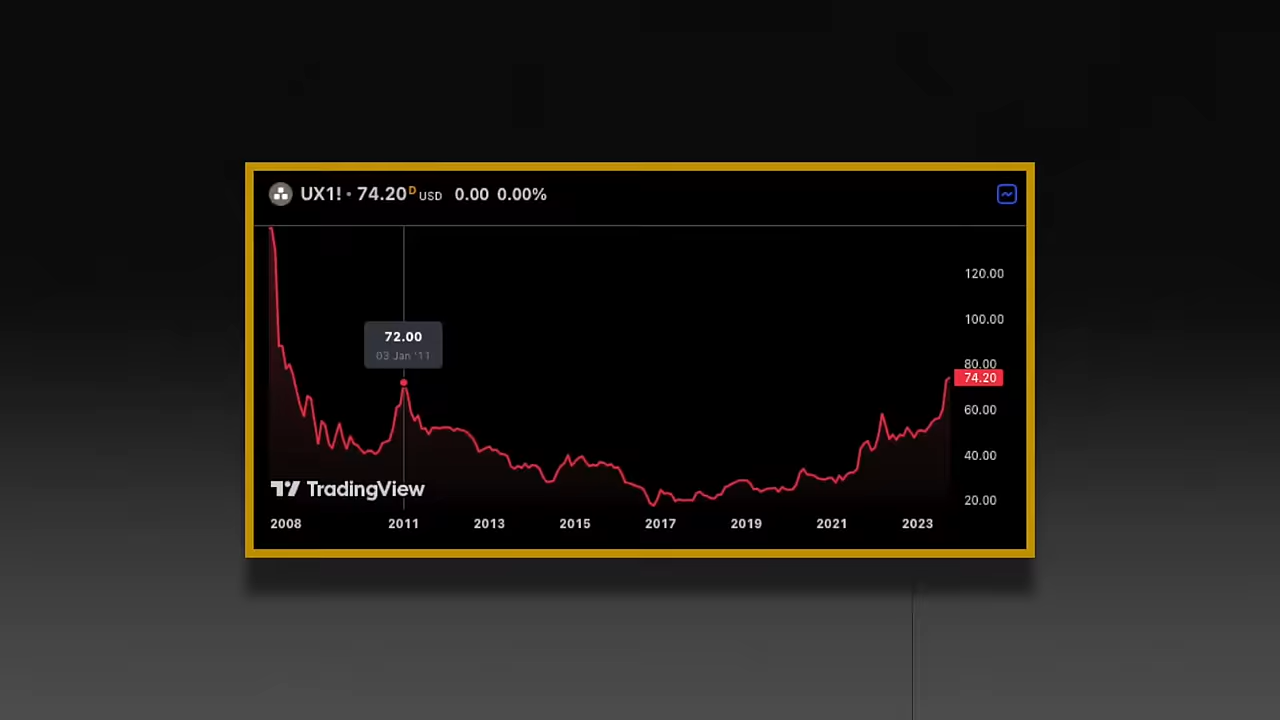 UX1! • 74.20 D USD 0.00 0.00%
120.00
100.00
80.00
74.20
60.00
40.00
20.00
72.00
03 Jan '11
TradingView
2008 2011 2013 2015 2017 2019 2021 2023